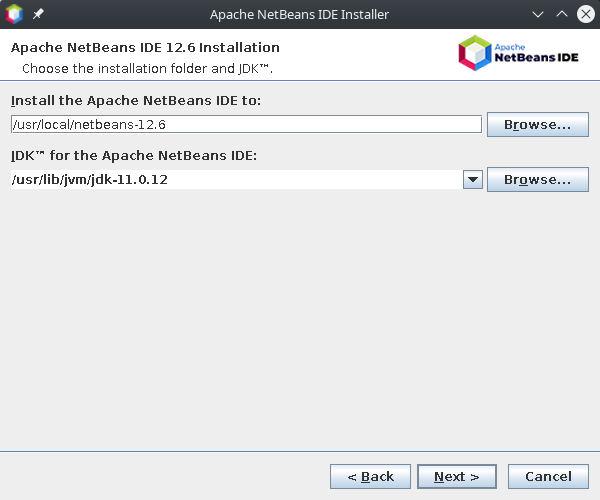 Apache NetBeans IDE Installer
Apache NetBeans IDE 12.6 Installation
Choose the installation folder and JDK™.
Apache
NetBeans IDE
Install the Apache NetBeans IDE to:
/usr/local/netbeans-12.6
Browse...
JDK™ for the Apache NetBeans IDE:
/usr/lib/jvm/jdk-11.0.12
Browse...
< Back
Next >
Cancel